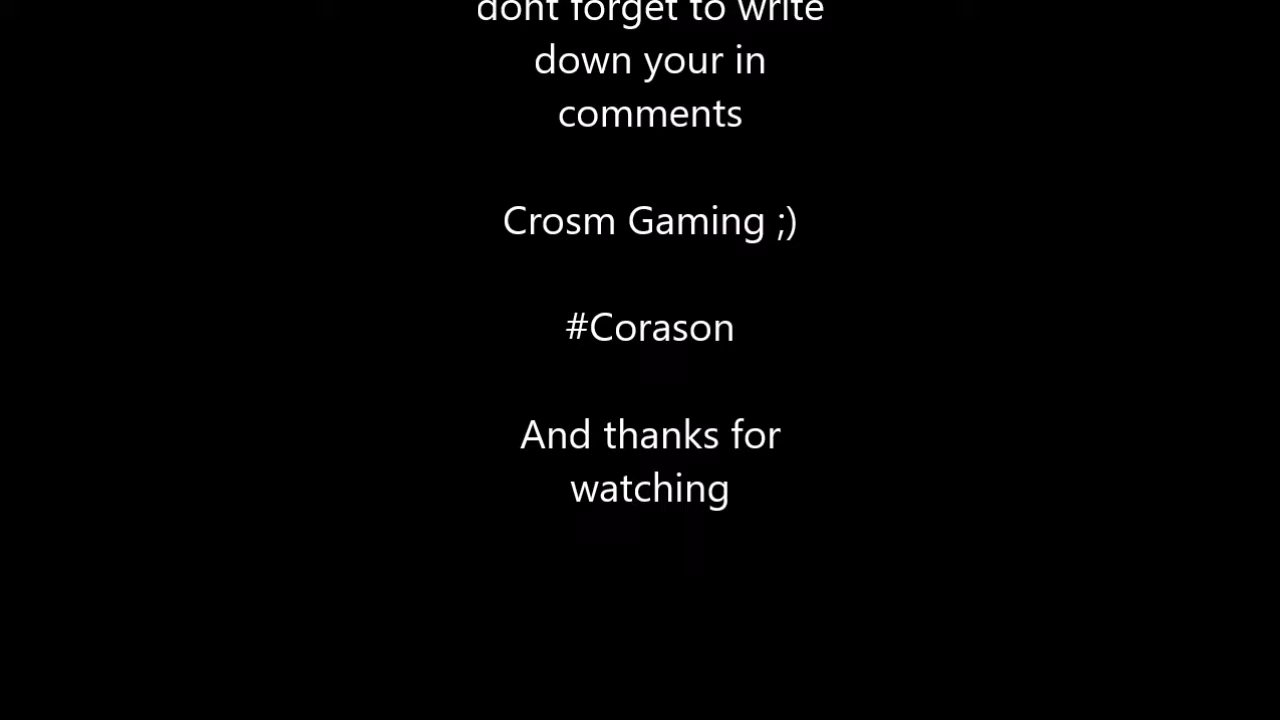 dont forget to write
down your in
comments
Crosm Gaming ;)
#Corason
And thanks for
watching